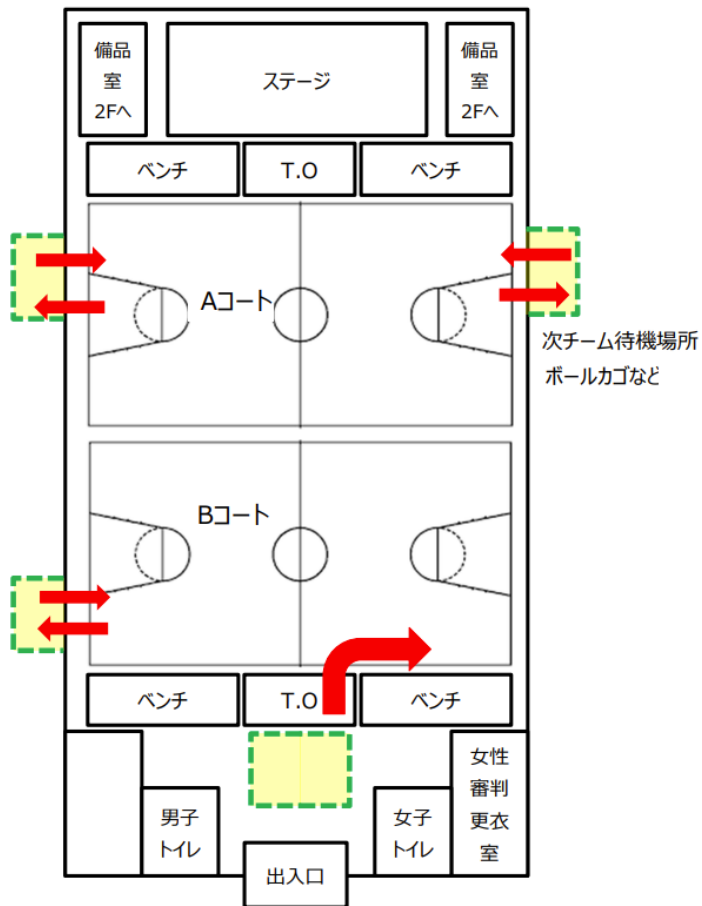 備品
室
2Fへ
ステージ
備品
室
2Fへ
ベンチ
T.O
ベンチ
Aコート
次チーム待機場所
ボールカゴなど
Bコート
ベンチ
T.O
ベンチ
女性
審判
更衣
室
男子
トイレ
女子
トイレ
出入口